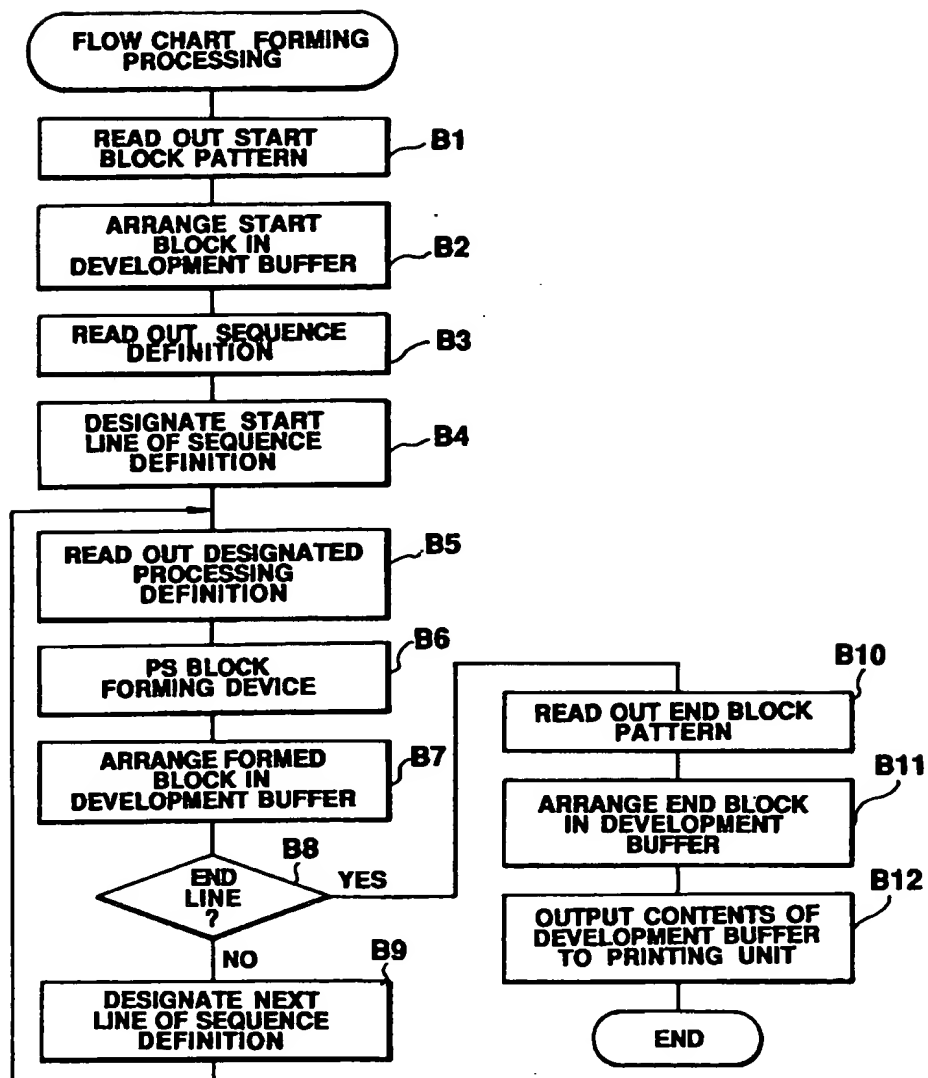 FLOW CHART FORMING
PROCESSING
READ OUT START
BLOCK PATTERN
B1
ARRANGE START
BLOCK IN
DEVELOPMENT BUFFER
B2
READ OUT SEQUENCE
DEFINITION
B3
DESIGNATE START
LINE OF SEQUENCE
DEFINITION
B4
READ OUT DESIGNATED
PROCESSING
DEFINITION
B5
PS BLOCK
FORMING DEVICE
B6
ARRANGE FORMED
BLOCK IN
DEVELOPMENT BUFFER
B7
END
LINE
?
B8
YES
NO
DESIGNATE NEXT
LINE OF SEQUENCE
DEFINITION
B9
READ OUT END BLOCK
PATTERN
B10
ARRANGE END BLOCK
IN DEVELOPMENT
BUFFER
B11
OUTPUT CONTENTS OF
DEVELOPMENT BUFFER
TO PRINTING UNIT
B12
END